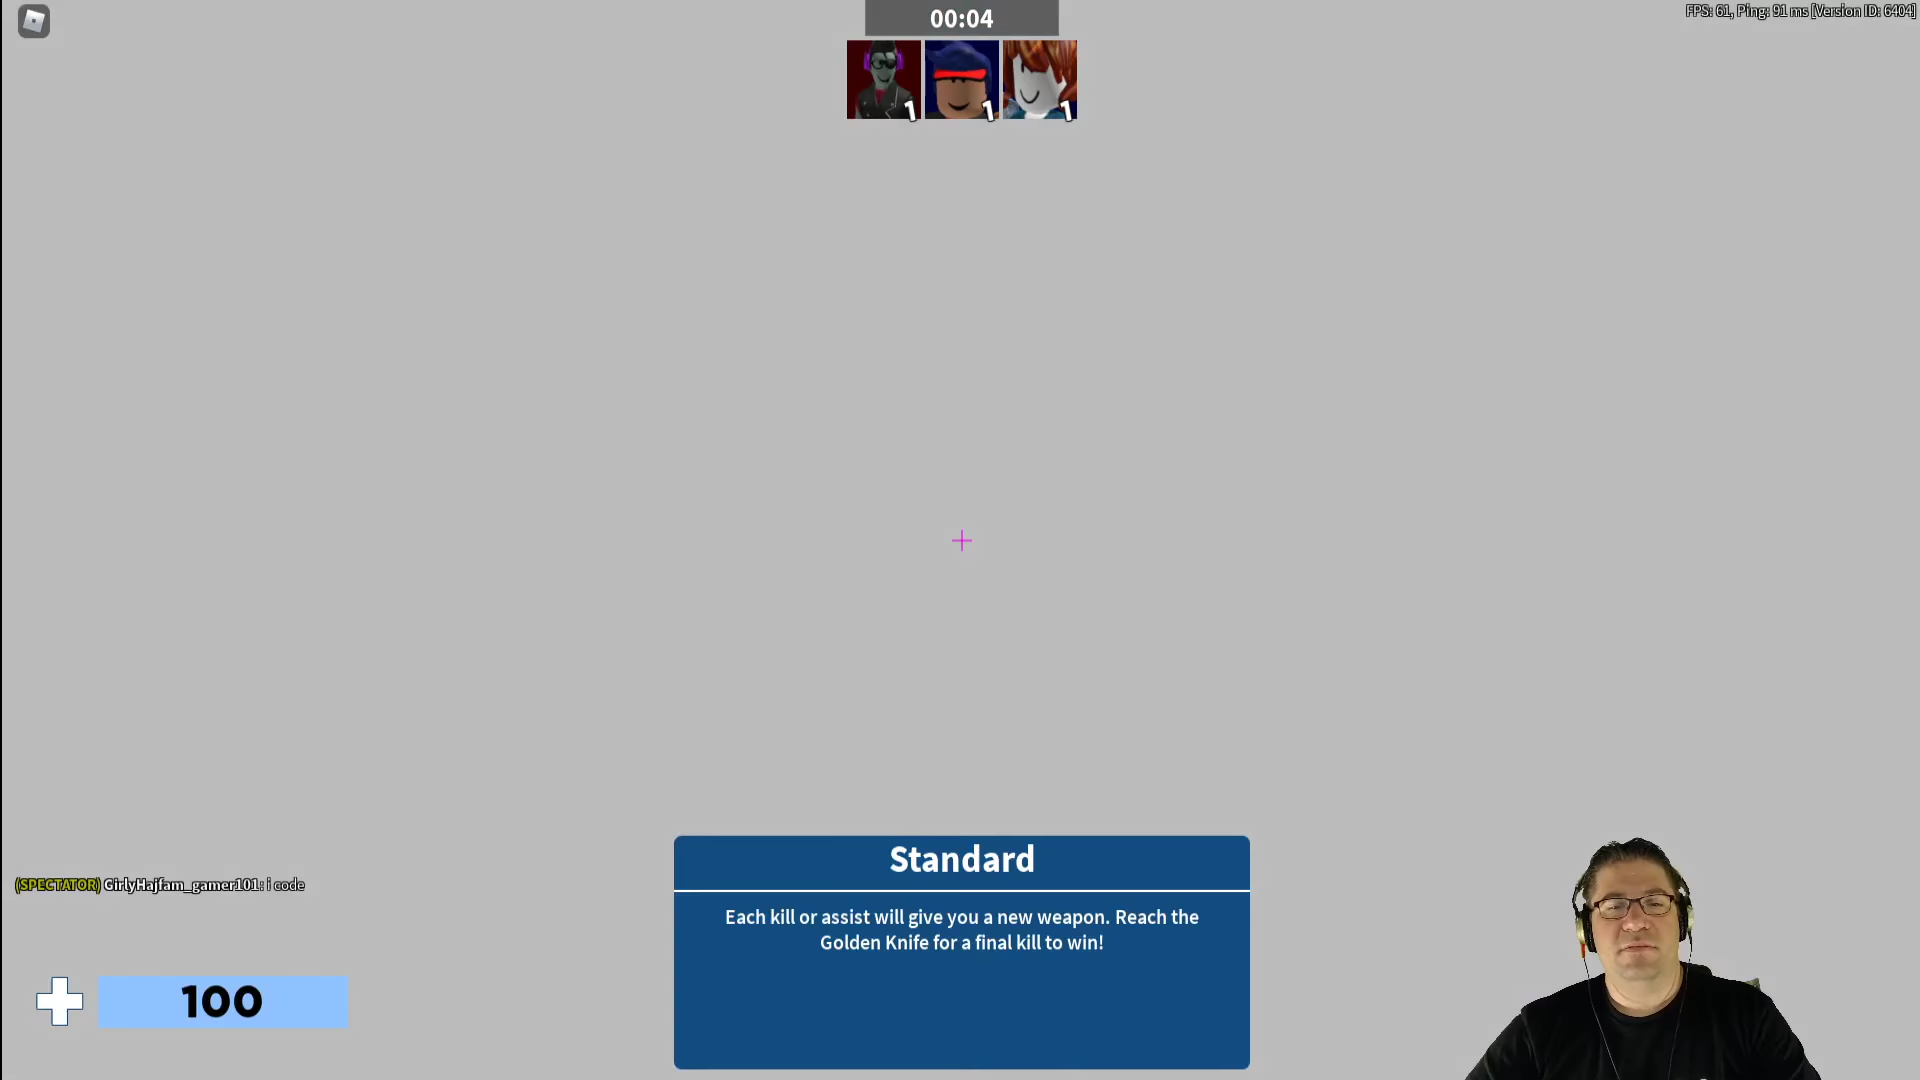 00:04
FPS: 61, Ping: 91 ms [Version ID: 6404]
1 1 1
Standard
Each kill or assist will give you a new weapon. Reach the
Golden Knife for a final kill to win!
(SPECTATOR) GirlyHajfam_gamer101: i code
100